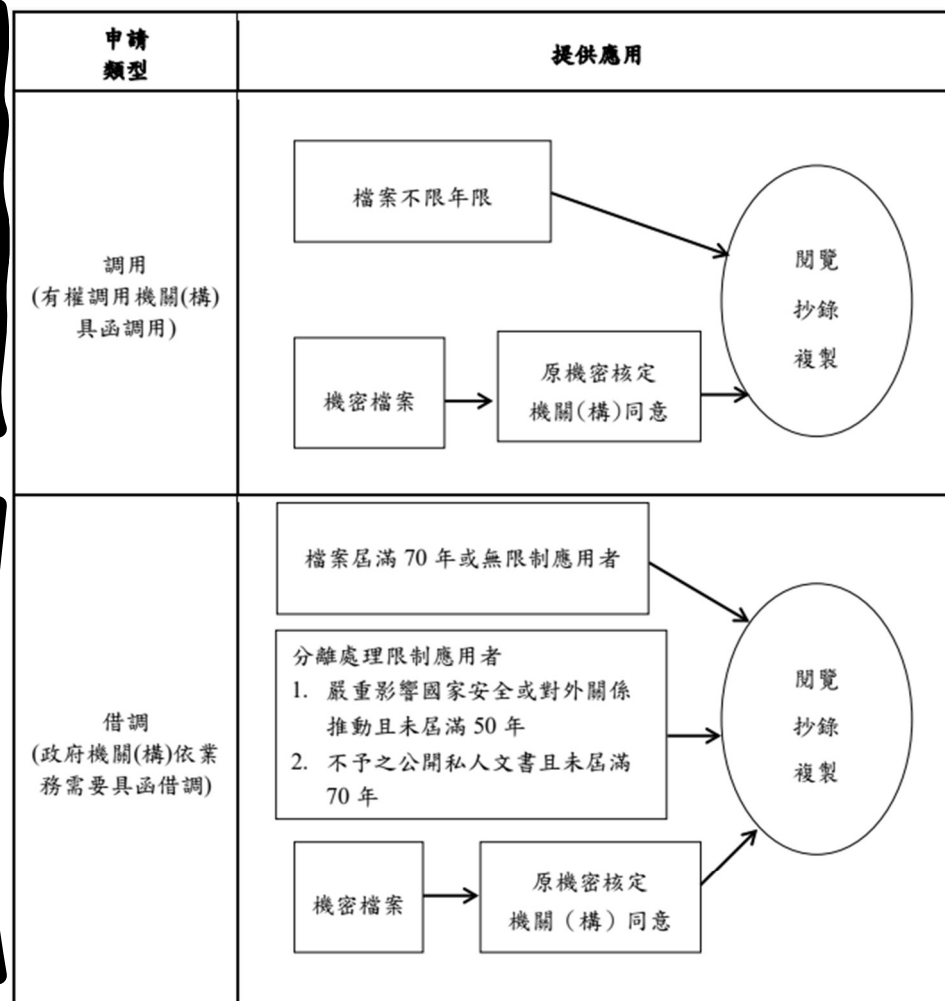 申請
類型
提供應用
調用
(有權調用機關(構)
具函調用)
檔案不限年限
機密檔案
原機密核定
機關(構)同意
閱覽
抄錄
複製
借調
(政府機關(構)依業
務需要具函借調)
檔案屆滿 70 年或無限制應用者
分離處理限制應用者
1. 嚴重影響國家安全或對外關係
推動且未屆滿 50 年
2. 不予之公開私人文書且未屆滿
70 年
機密檔案
原機密核定
機關（構）同意
閱覽
抄錄
複製